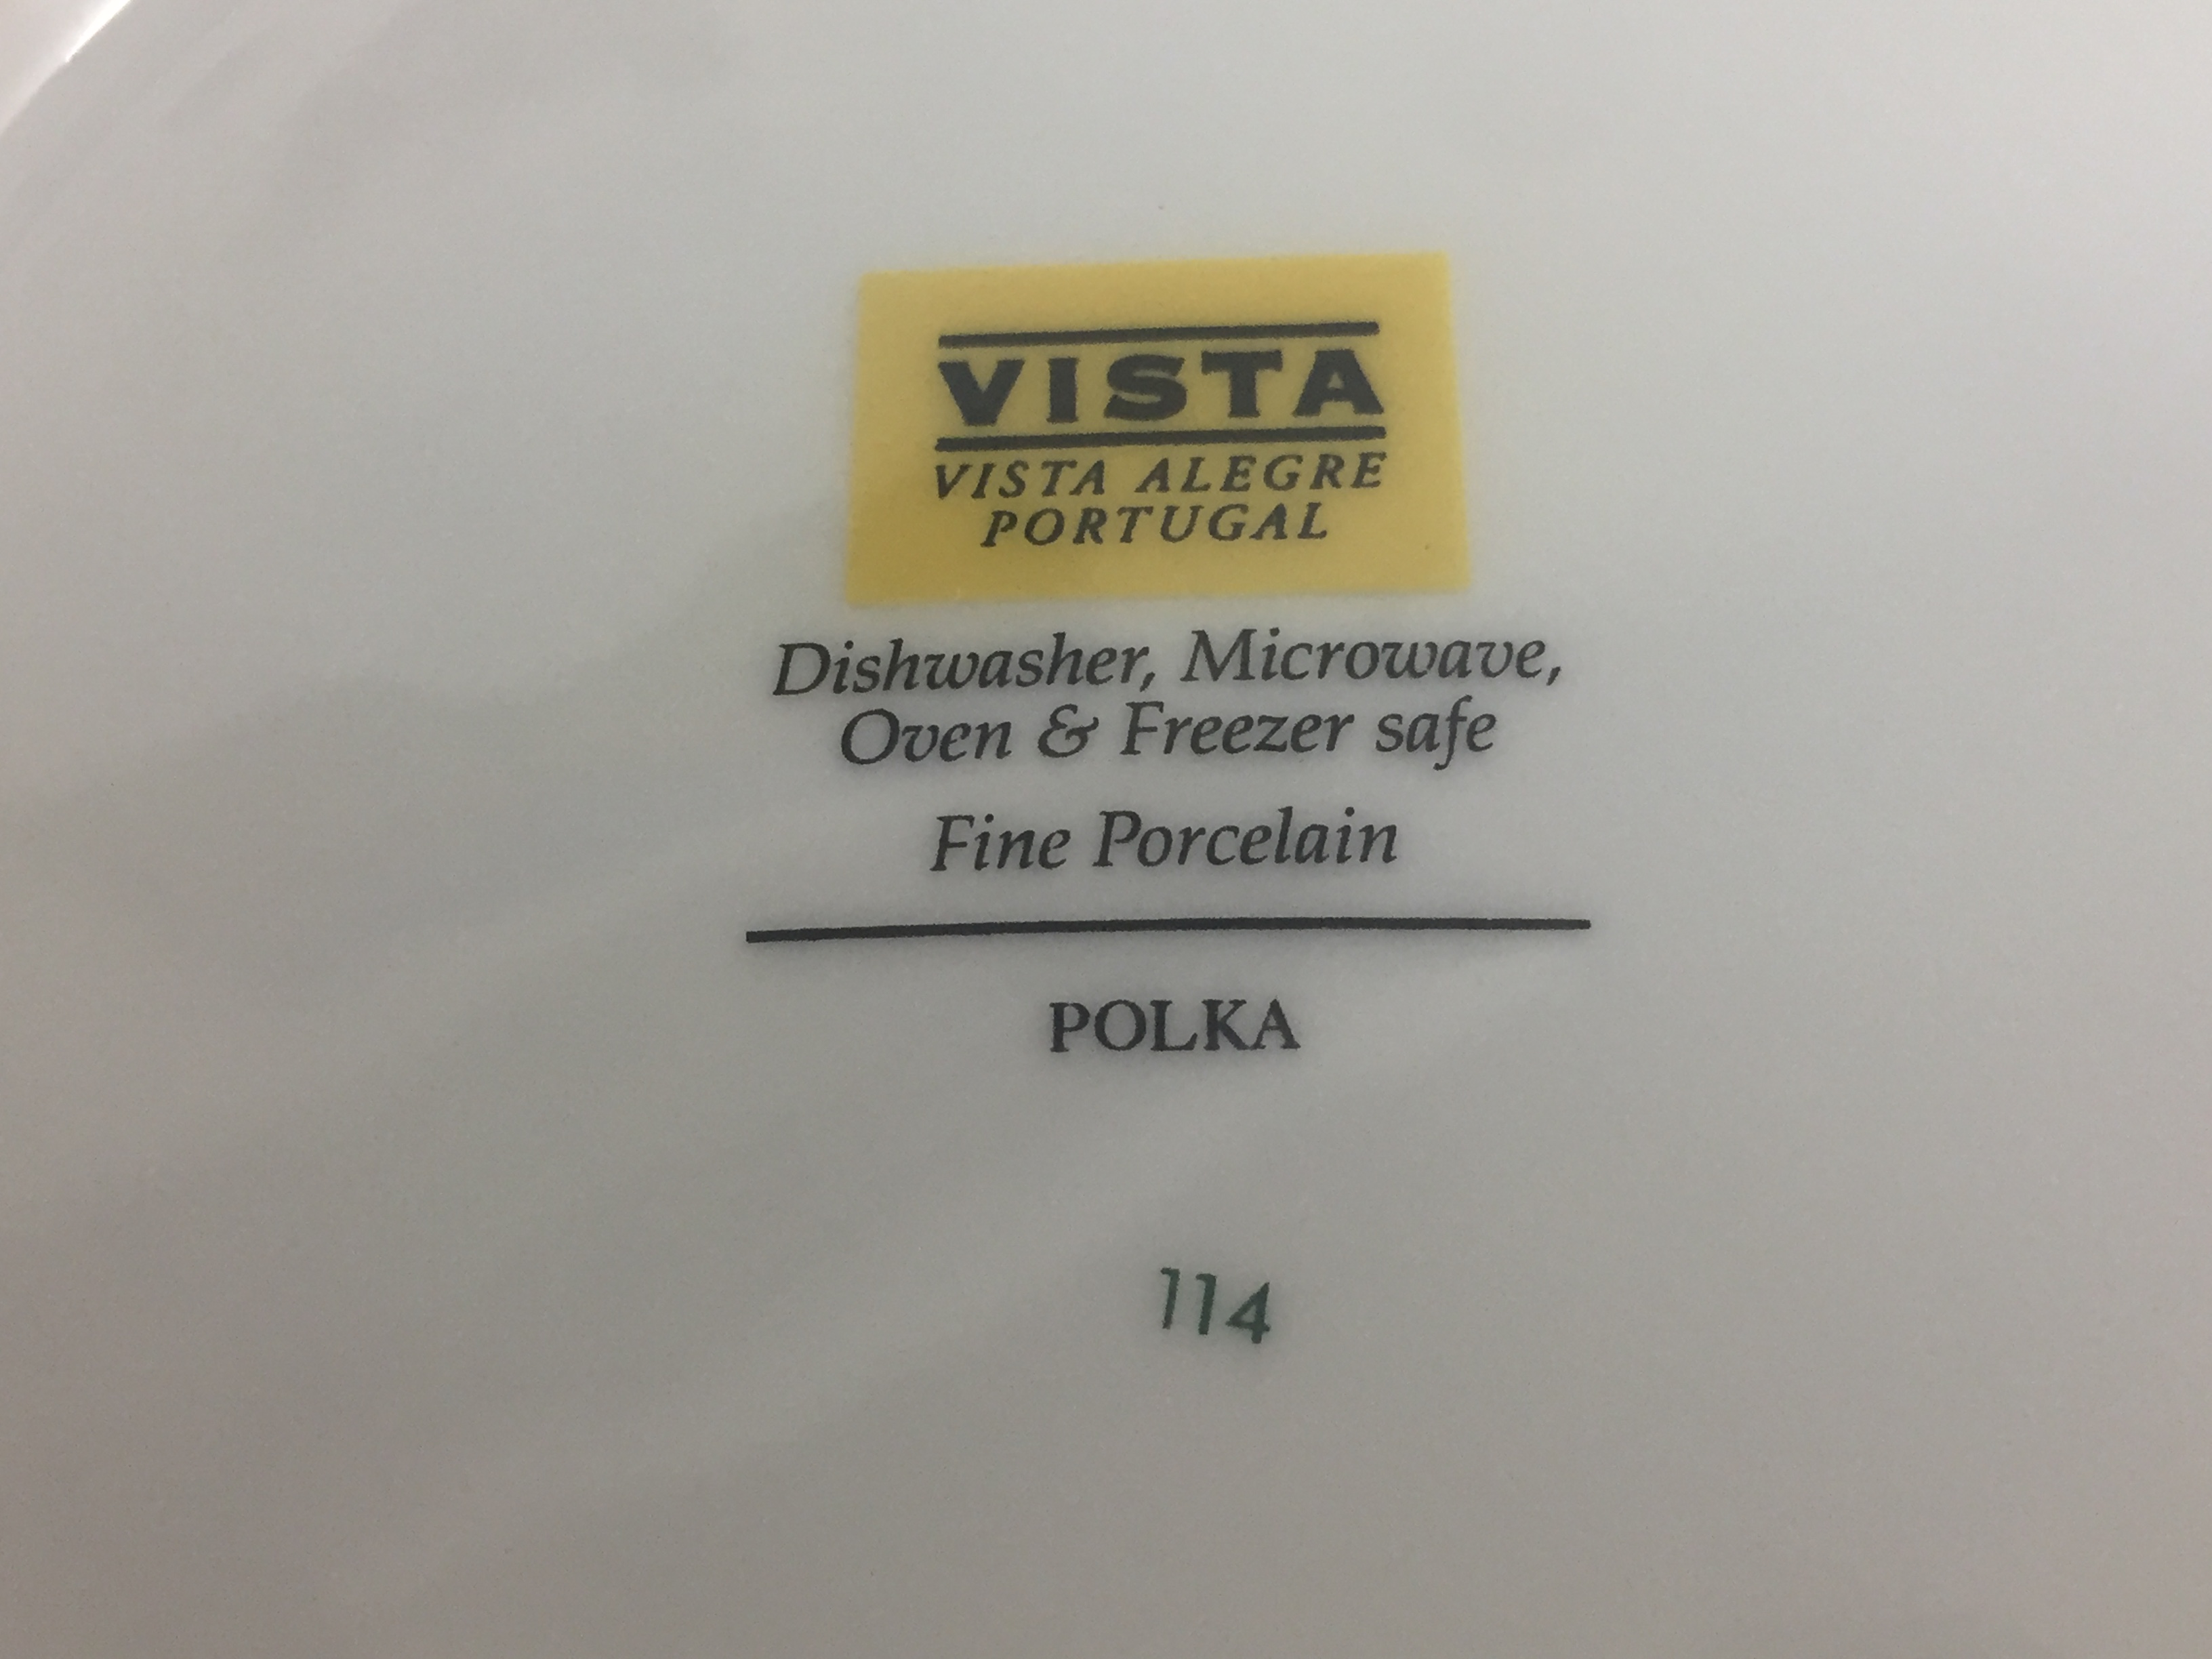 VISTA
VISTA ALEGRE
PORTUGAL
Dishwasher, Microwave,
Oven & Freezer safe
Fine Porcelain
POLKA
114